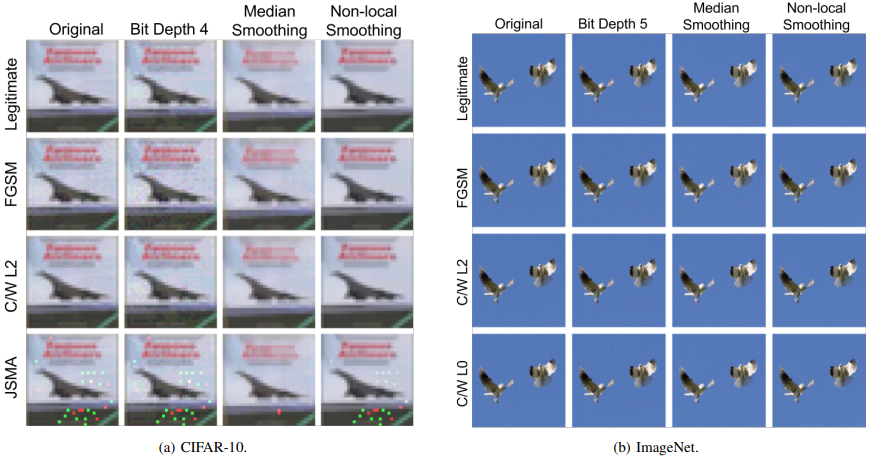 Original
Bit Depth 4
Median
Smoothing
Non-local
Smoothing
Legitimate
FGSM
C/W L2
JSMA
(a) CIFAR-10.
Original
Bit Depth 5
Median
Smoothing
Non-local
Smoothing
Legitimate
FGSM
C/W L2
C/W L0
(b) ImageNet.